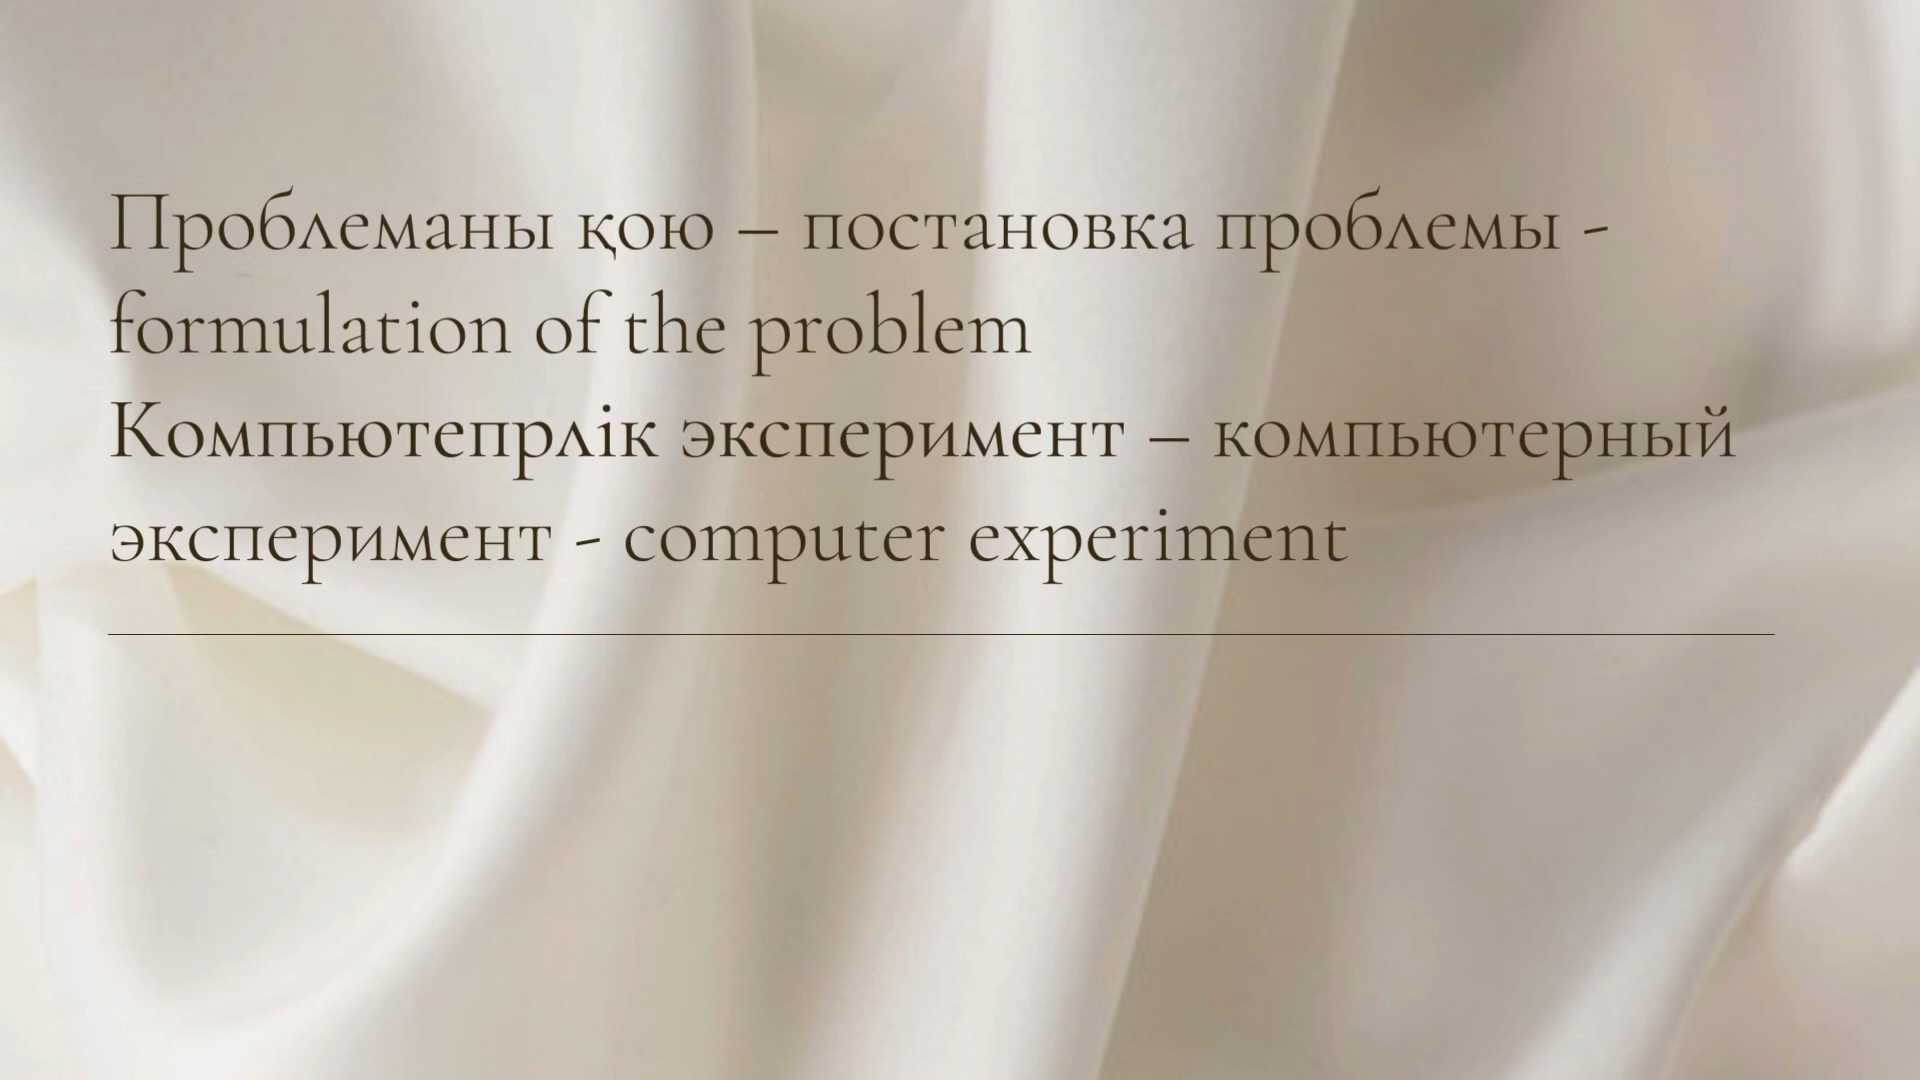 Проблеманы қою – постановка проблемы -
formulation of the problem
Компьютепрлік эксперимент – компьютерный
эксперимент - computer experiment